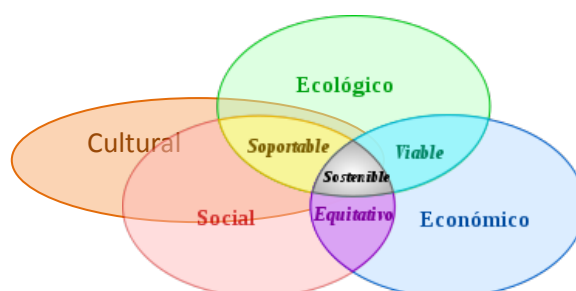 Ecológico
Cultural
Soportable
Viable
Sostenible
Social
Equitativo
Económico